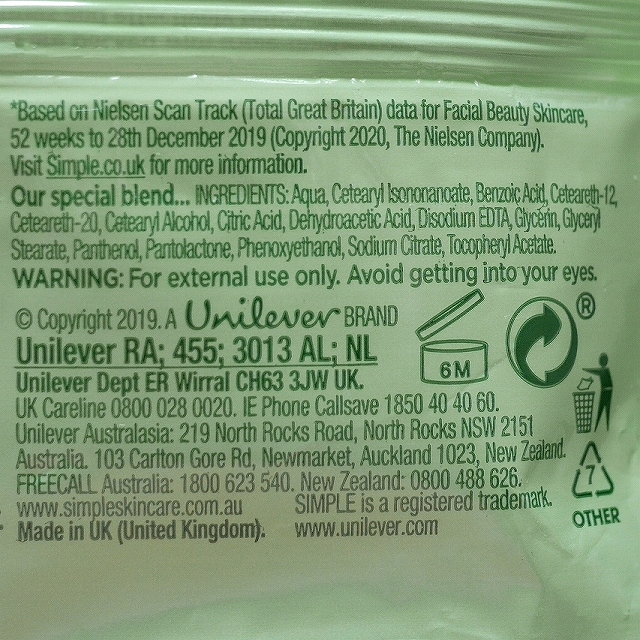 *Based on Nielsen Scan Track (Total Great Britain) data for Facial Beauty Skincare,
52 weeks to 28th December 2019 (Copyright 2020, The Nielsen Company).
Visit Simple.co.uk for more information.
Our special blend... INGREDIENTS: Aqua, Cetearyl Isononanoate, Benzoic Acid, Ceteareth-12,
Ceteareth-20, Cetearyl Alcohol, Citric Acid, Dehydroacetic Acid, Disodium EDTA, Glycerin, Glyceryl
Stearate, Panthenol, Pantolactone, Phenoxyethanol, Sodium Citrate, Tocopheryl Acetate.
WARNING: For external use only. Avoid getting into your eyes.
© Copyright 2019. A Unilever BRAND
Unilever RA; 455; 3013 AL; NL
Unilever Dept ER Wirral CH63 3JW UK.
6M
®
UK Careline 0800 028 0020. IE Phone Callsave 1850 40 40 60.
Unilever Australasia: 219 North Rocks Road, North Rocks NSW 2151
Australia. 103 Carlton Gore Rd, Newmarket, Auckland 1023, New Zealand.
FREECALL Australia: 1800 623 540. New Zealand: 0800 488 626.
www.simpleskincare.com.au SIMPLE is a registered trademark.
Made in UK (United Kingdom). www.unilever.com
7
OTHER